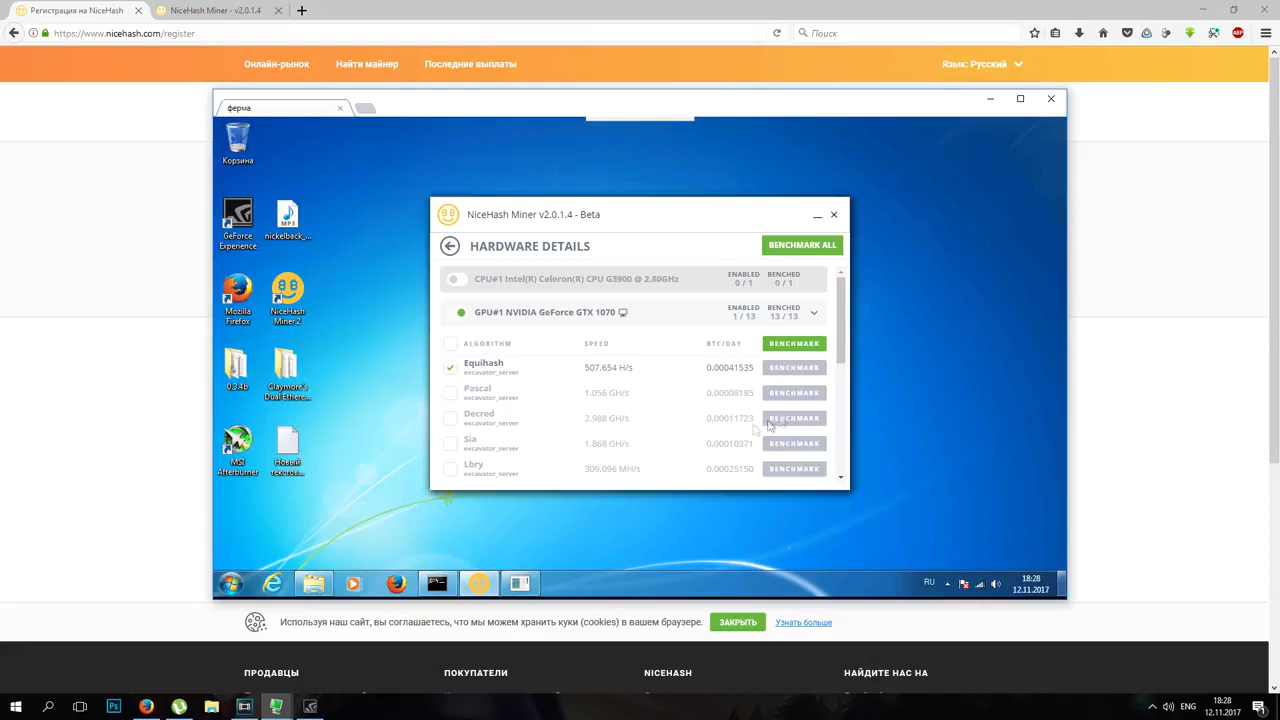 Регистрация на NiceHash
NiceHash Miner - v2.0.1.4
https://www.nicehash.com/register
Поиск
ABP
Онлайн-рынок
Найти майнер
Последние выплаты
Язык: Русский
ферма
Корзина
GeForce Experience
MP3
nickelback_...
Mozilla Firefox
NiceHash Miner 2
0.3.4b
Claymore's Dual Ethere...
MSI Afterburner
Новый текстов...
NiceHash Miner v2.0.1.4 - Beta
HARDWARE DETAILS
BENCHMARK ALL
CPU#1 Intel(R) Celeron(R) CPU G3900 @ 2.80GHz
ENABLED
0 / 1
BENCHED
0 / 1
GPU#1 NVIDIA GeForce GTX 1070
ENABLED
1 / 13
BENCHED
13 / 13
ALGORITHM
SPEED
BTC/DAY
BENCHMARK
Equihash
excavator_server
507.654 H/s
0.00041535
BENCHMARK
Pascal
excavator_server
1.056 GH/s
0.00008185
BENCHMARK
Decred
excavator_server
2.988 GH/s
0.00011723
BENCHMARK
Sia
excavator_server
1.868 GH/s
0.00010371
BENCHMARK
Lbry
excavator_server
309.096 MH/s
0.00025150
BENCHMARK
RU
18:28
12.11.2017
Используя наш сайт, вы соглашаетесь, что мы можем хранить куки (cookies) в вашем браузере.
ЗАКРЫТЬ
Узнать больше
ПРОДАВЦЫ
ПОКУПАТЕЛИ
NICEHASH
НАЙДИТЕ НАС НА
Ps
ENG
18:28
12.11.2017